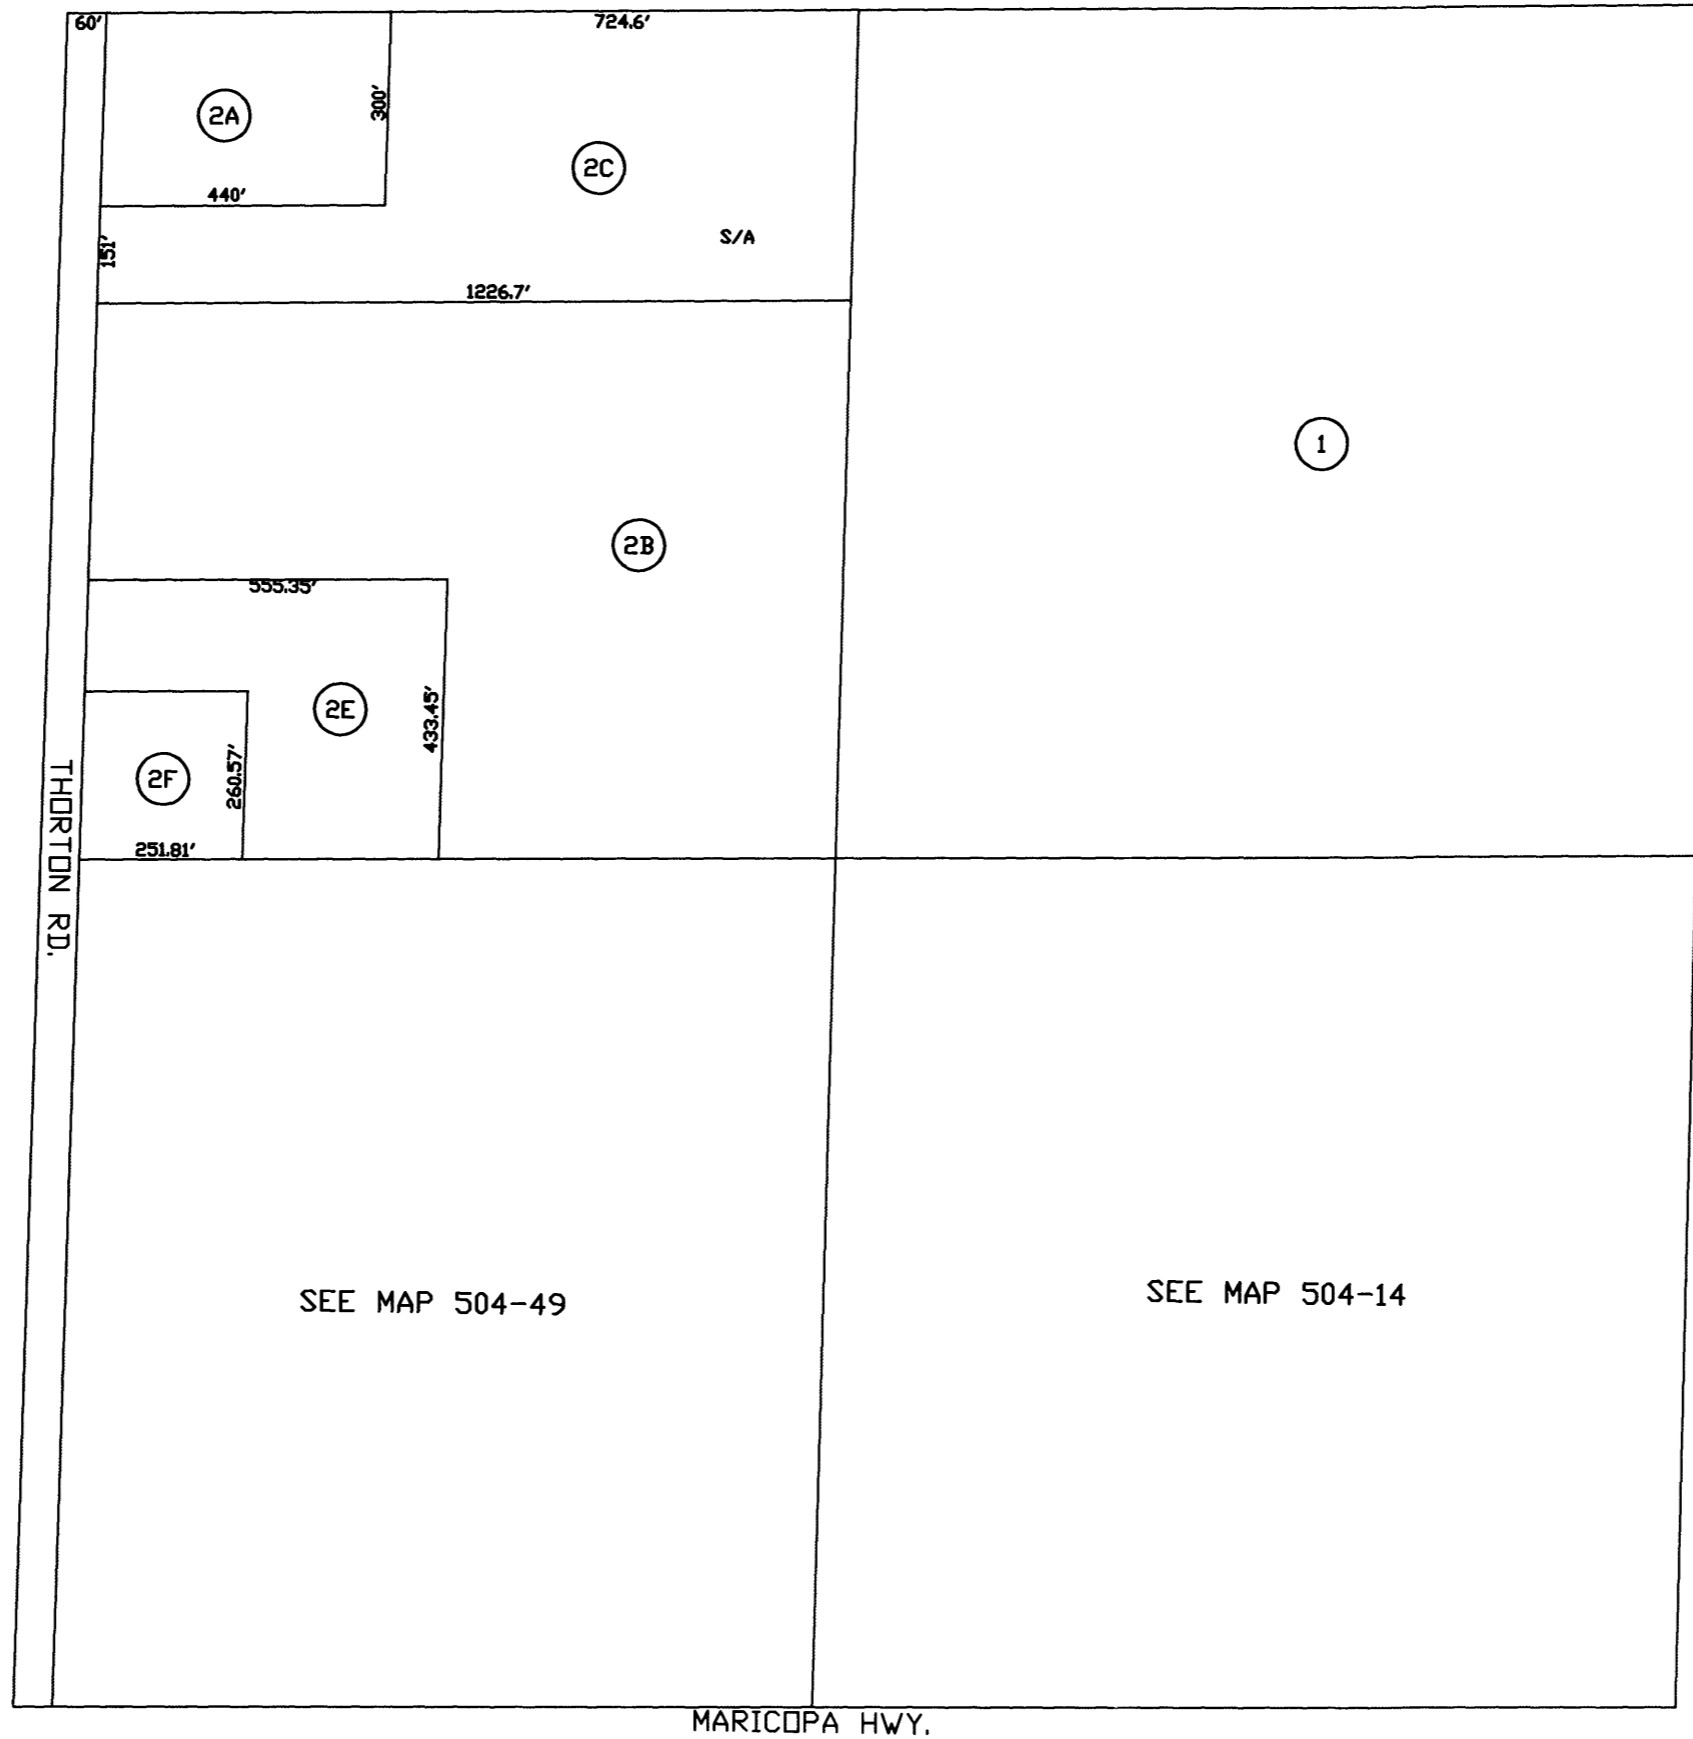 60'
724.6'
2A
300'
2C
440'
S/A
151'
1226.7'
1
2B
555.35'
2E
433.45'
2F
260.57'
251.81'
THORTON RD.
SEE MAP 504-49
SEE MAP 504-14
MARICOPA HWY.